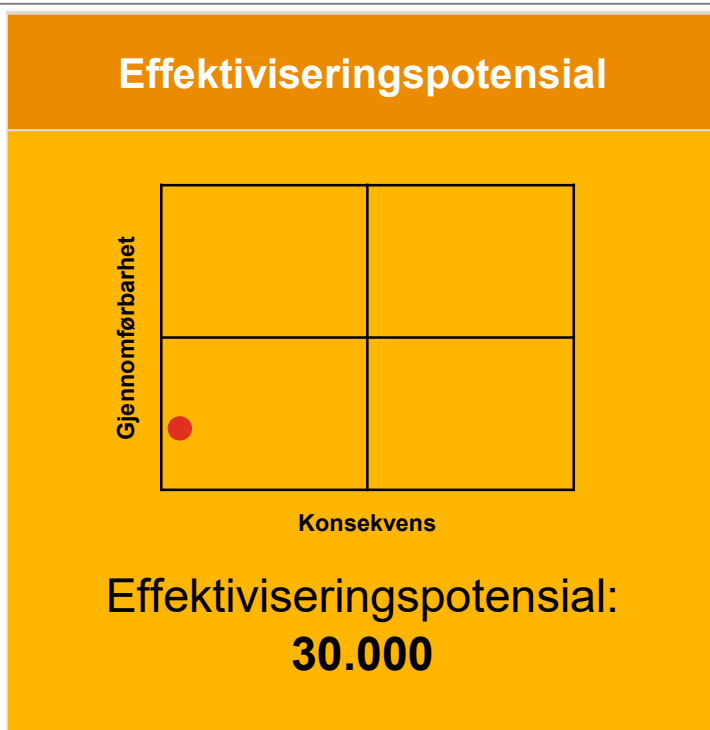 Effektiviseringspotensial
Gjennomførbarhet
Konsekvens
Effektiviseringspotensial:
30.000